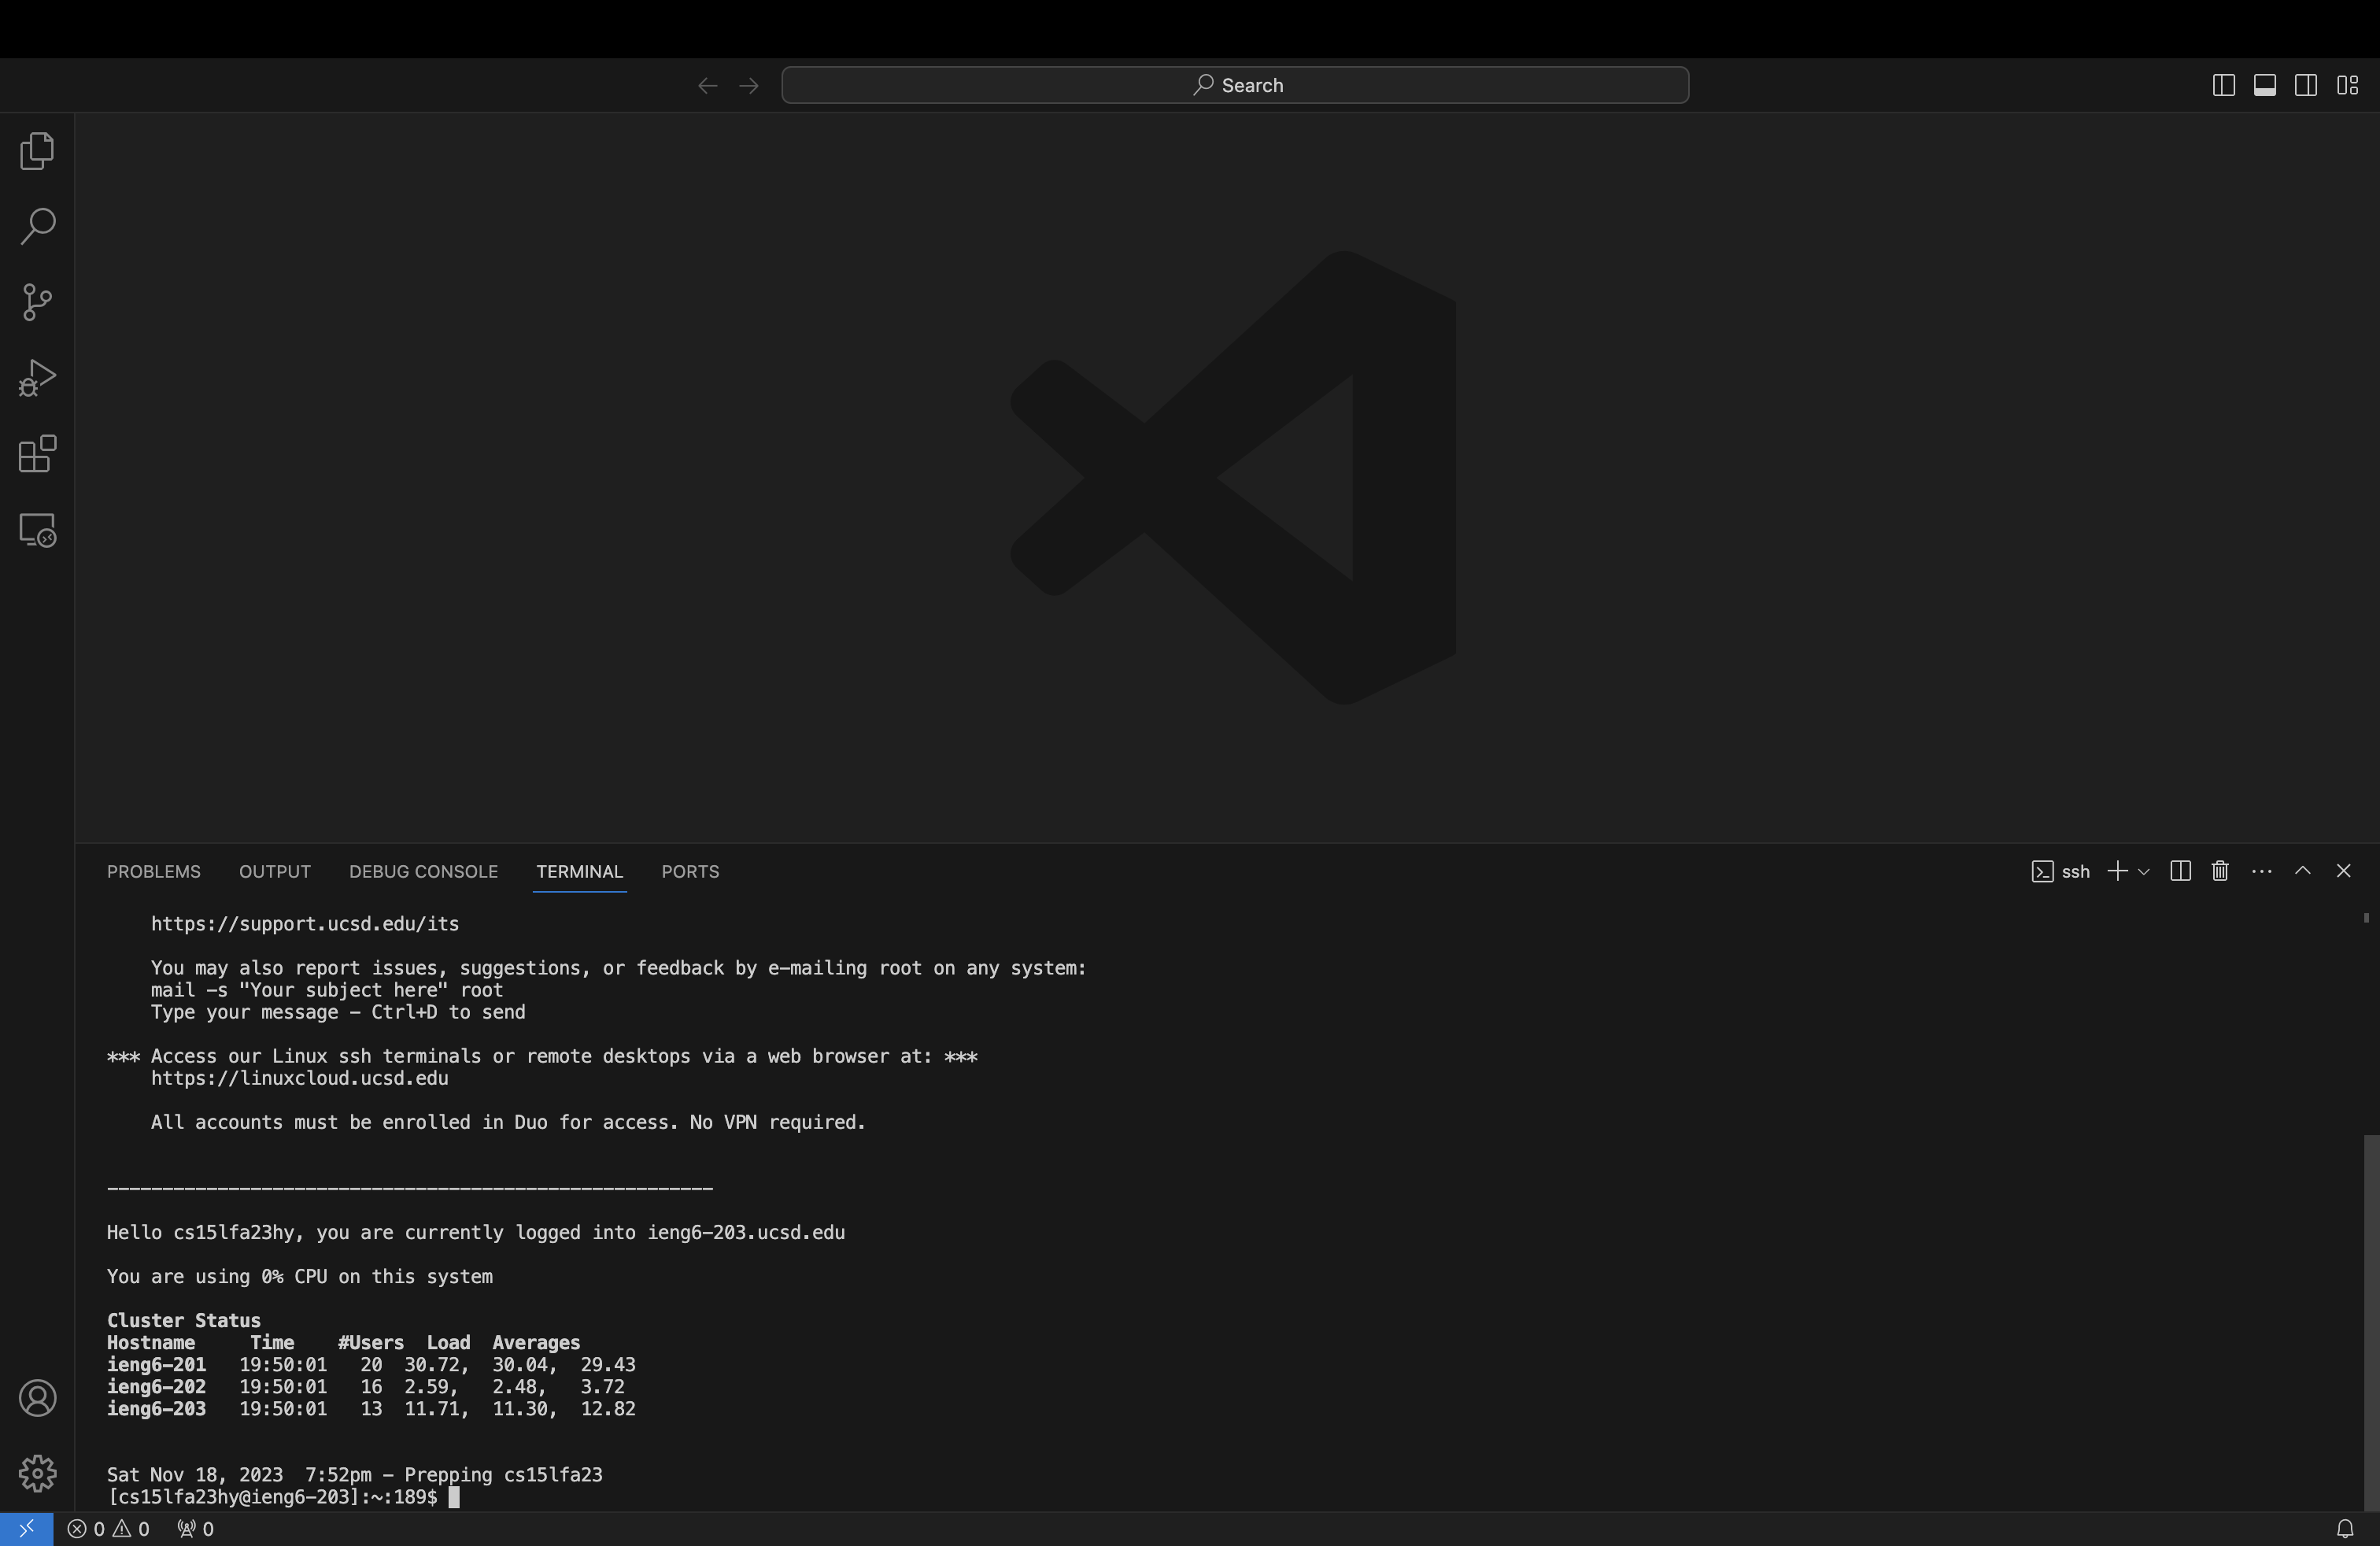 Search
PROBLEMS OUTPUT DEBUG CONSOLE TERMINAL PORTS ssh
https://support.ucsd.edu/its
You may also report issues, suggestions, or feedback by e-mailing root on any system:
mail -s "Your subject here" root
Type your message - Ctrl+D to send
*** Access our Linux ssh terminals or remote desktops via a web browser at: ***
https://linuxcloud.ucsd.edu
All accounts must be enrolled in Duo for access. No VPN required.
-------------------------------------------------------
Hello cs15lfa23hy, you are currently logged into ieng6-203.ucsd.edu
You are using 0% CPU on this system
Cluster Status
Hostname     Time    #Users  Load  Averages
ieng6-201   19:50:01   20  30.72,  30.04,  29.43
ieng6-202   19:50:01   16  2.59,   2.48,   3.72
ieng6-203   19:50:01   13  11.71,  11.30,  12.82
Sat Nov 18, 2023  7:52pm - Prepping cs15lfa23
[cs15lfa23hy@ieng6-203]:~:189$
0 0 0